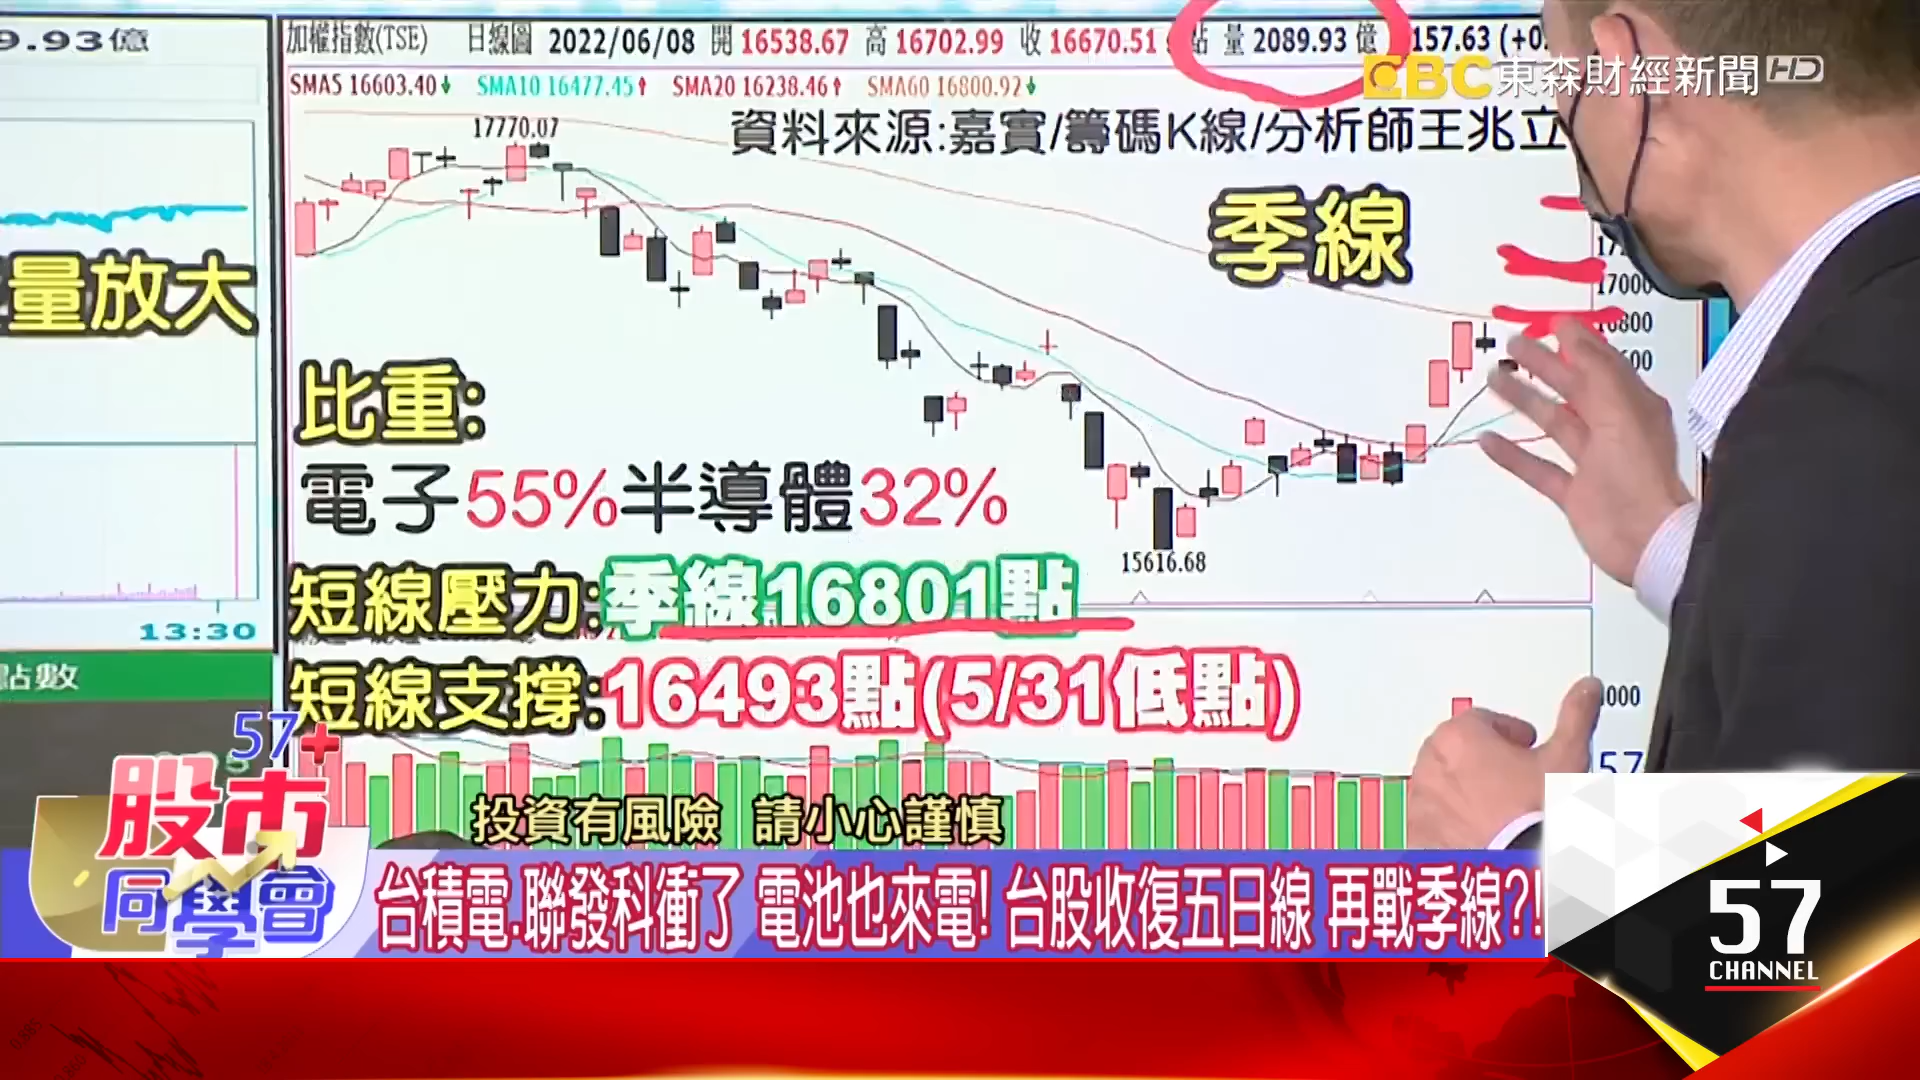 9.93億
加權指數(TSE) 日線圖 2022/06/08 開 16538.67 高 16702.99 收 16670.51 點 量 2089.93 億 157.63 (+0.
SMA5 16603.40↓ SMA10 16477.45↑ SMA20 16238.46↑ SMA60 16800.92↓
EBC東森財經新聞HD
資料來源:嘉實/籌碼K線/分析師王兆立
17770.07
季線
17000
16800
量放大
比重:
電子55%半導體32%
15616.68
短線壓力:季線16801點
13:30
短線支撐:16493點(5/31低點)
點數
57
57+
股市
同學會
投資有風險 請小心謹慎
台積電.聯發科衝了 電池也來電! 台股收復五日線 再戰季線?!
57
CHANNEL